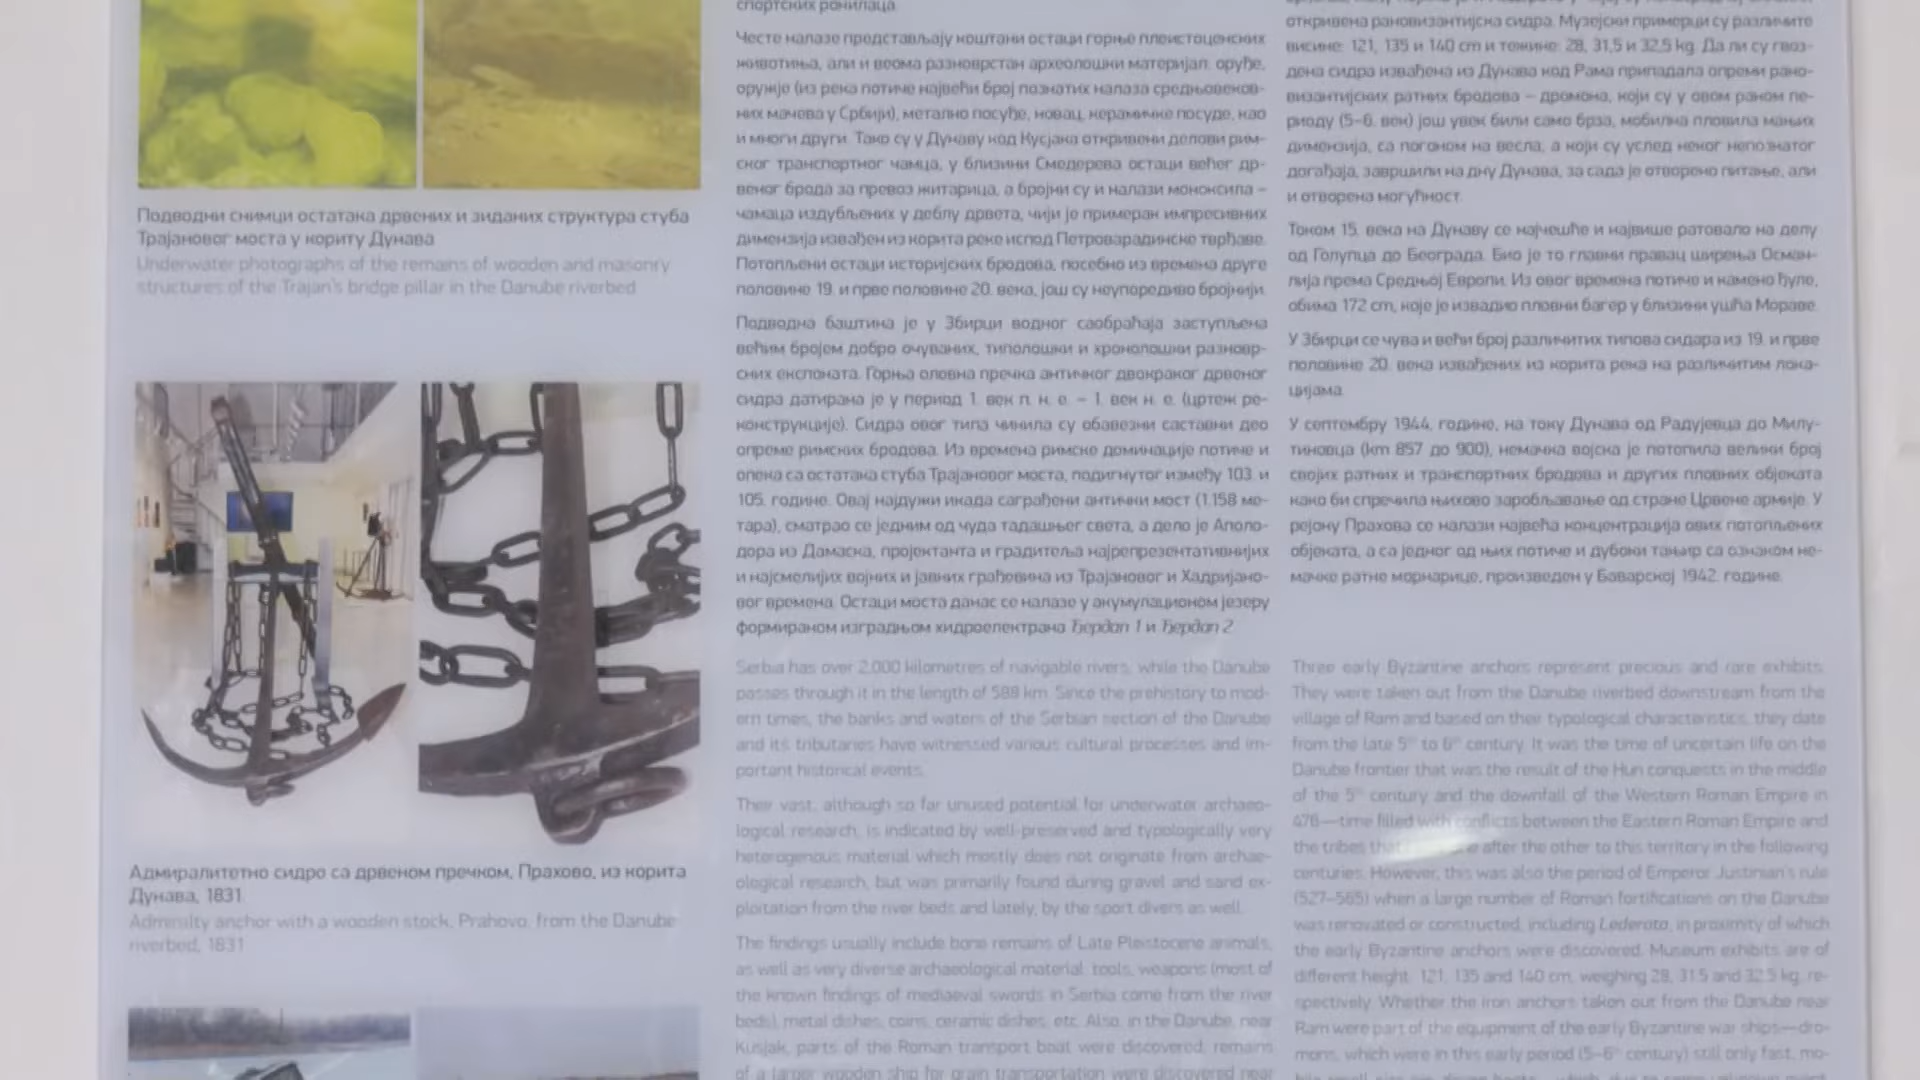 Подводни снимци остатака дрвених и зиданих структура стуба
Трајановог моста у кориту Дунава
Underwater photographs of the remains of wooden and masonry
structures of the Trajan's bridge pillar in the Danube riverbed
Адмиралитетно сидро са дрвеном пречком, Прахово, из корита
Дунава, 1831
Admiralty anchor with a wooden stock, Prahovo, from the Danube
riverbed, 1831
спортских ронилаца.
Честе налазе представљају коштани остаци горње плеистоценских
животиња, али и веома разноврстан археолошки материјал: оруђе,
оружје (из река потиче највећи број познатих налаза средњовеков-
них мачева у Србији), метално посуђе, новац, керамичке посуде, као
и многи други. Тако су у Дунаву код Кусјака откривени делови рим-
ског транспортног чамца, у близини Смедерева остаци већег др-
веног брода за превоз житарица, а бројни су и налази моноксила –
чамаца издубљених у деблу дрвета, чији је примерак импресивних
димензија извађен из корита реке испод Петроварадинске тврђаве.
Потопљени остаци историјских бродова, посебно из времена друге
половине 19. и прве половине 20. века, још су неупоредиво бројнији.
Подводна баштина је у Збирци водног саобраћаја заступљена
већим бројем добро очуваних, типолошки и хронолошки разновр-
сних експоната. Горња оловна пречка античког двокраког дрвеног
сидра датирана је у период 1. век п. н. е. – 1. век н. е. (цртеж ре-
конструкције). Сидра овог типа чинила су обавезни саставни део
опреме римских бродова. Из времена римске доминације потиче и
опека са остатака стуба Трајановог моста, подигнутог између 103. и
105. године. Овај најдужи икада саграђени антички мост (1.158 ме-
тара), сматрао се једним од чуда тадашњег света, а дело је Аполо-
дора из Дамаска, пројектанта и градитеља најрепрезентативнијих
и најсмелијих војних и јавних грађевина из Трајановог и Хадријано-
вог времена. Остаци моста данас се налазе у акумулационом језеру
формираном изградњом хидроелектрана Ђердап 1 и Ђердап 2.
Serbia has over 2,000 kilometres of navigable rivers, while the Danube
passes through it in the length of 588 km. Since the prehistory to mod-
ern times, the banks and waters of the Serbian section of the Danube
and its tributaries have witnessed various cultural processes and im-
portant historical events.
Their vast, although so far unused potential for underwater archaeo-
logical research, is indicated by well-preserved and typologically very
heterogenous material which mostly does not originate from archae-
ological research, but was primarily found during gravel and sand ex-
ploitation from the river beds and lately, by the sport divers as well.
The findings usually include bone remains of Late Pleistocene animals,
as well as very diverse archaeological material: tools, weapons (most of
the known findings of mediaeval swords in Serbia come from the river
beds), metal dishes, coins, ceramic dishes, etc. Also, in the Danube, near
Kusjak, parts of the Roman transport boat were discovered, remains
of a larger wooden ship for grain transportation were discovered near
откривена рановизантијска сидра. Музејски примерци су различите
висине: 121, 135 и 140 cm и тежине: 28, 31,5 и 32,5 kg. Да ли су гвоз-
дена сидра извађена из Дунава код Рама припадала опреми рано-
византијских ратних бродова – дромона, који су у овом раном пе-
риоду (5–6. век) још увек били само брза, мобилна пловила мањих
димензија, са погоном на весла, а који су услед неког непознатог
догађаја, завршили на дну Дунава, за сада је отворено питање, али
и отворена могућност.
Током 15. века на Дунаву се најчешће и највише ратовало на делу
од Голупца до Београда. Био је то главни правац ширења Осман-
лија према Средњој Европи. Из овог времена потиче и камено ђуле,
обима 172 cm, које је извадио пловни багер у близини ушћа Мораве.
У Збирци се чува и већи број различитих типова сидара из 19. и прве
половине 20. века извађених из корита река на различитим лока-
цијама.
У септембру 1944. године, на току Дунава од Радујевца до Милу-
тиновца (km 857 до 900), немачка војска је потопила велики број
својих ратних и транспортних бродова и других пловних објеката
како би спречила њихово заробљавање од стране Црвене армије. У
рејону Прахова се налази највећа концентрација ових потопљених
објеката, а са једног од њих потиче и дубоки тањир са ознаком не-
мачке ратне морнарице, произведен у Баварској 1942. године.
Three early Byzantine anchors represent precious and rare exhibits.
They were taken out from the Danube riverbed downstream from the
village of Ram and based on their typological characteristics, they date
from the late 5th to 6th century. It was the time of uncertain life on the
Danube frontier that was the result of the Hun conquests in the middle
of the 5th century and the downfall of the Western Roman Empire in
476—time filled with conflicts between the Eastern Roman Empire and
the tribes that after the other to this territory in the following
centuries. However, this was also the period of Emperor Justinian's rule
(527–565) when a large number of Roman fortifications on the Danube
was renovated or constructed, including Lederata, in proximity of which
the early Byzantine anchors were discovered. Museum exhibits are of
different height: 121, 135 and 140 cm, weighing 28, 31.5 and 32.5 kg, re-
spectively. Whether the iron anchors taken out from the Danube near
Ram were part of the equipment of the early Byzantine war ships—dro-
mons, which were in this early period (5–6th century) still only fast, mo-